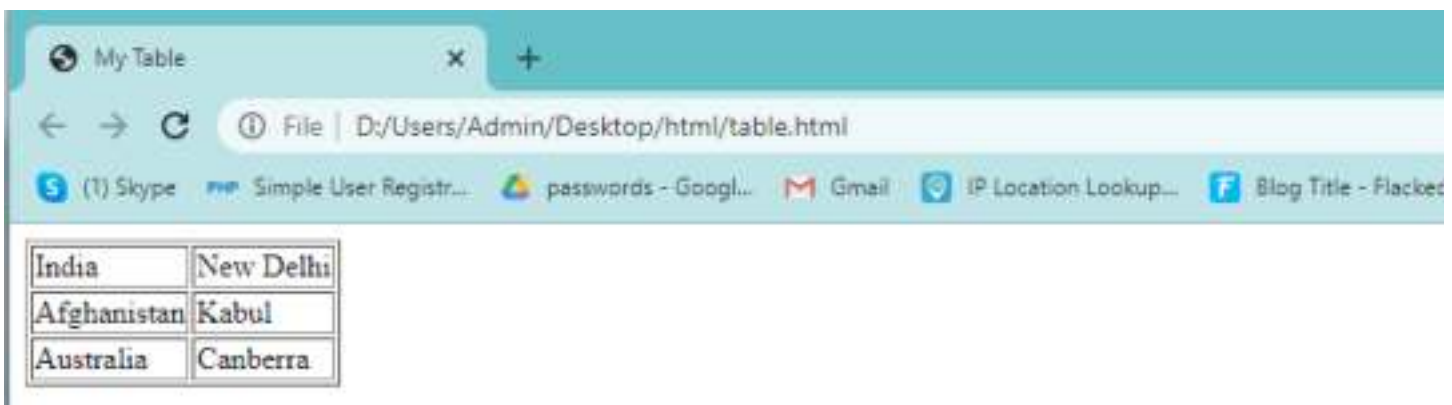 My Table
File | D:/Users/Admin/Desktop/html/table.html
(1) Skype PHP Simple User Registr... passwords - Googl... Gmail IP Location Lookup... Blog Title - Flacked
India New Delhi
Afghanistan Kabul
Australia Canberra